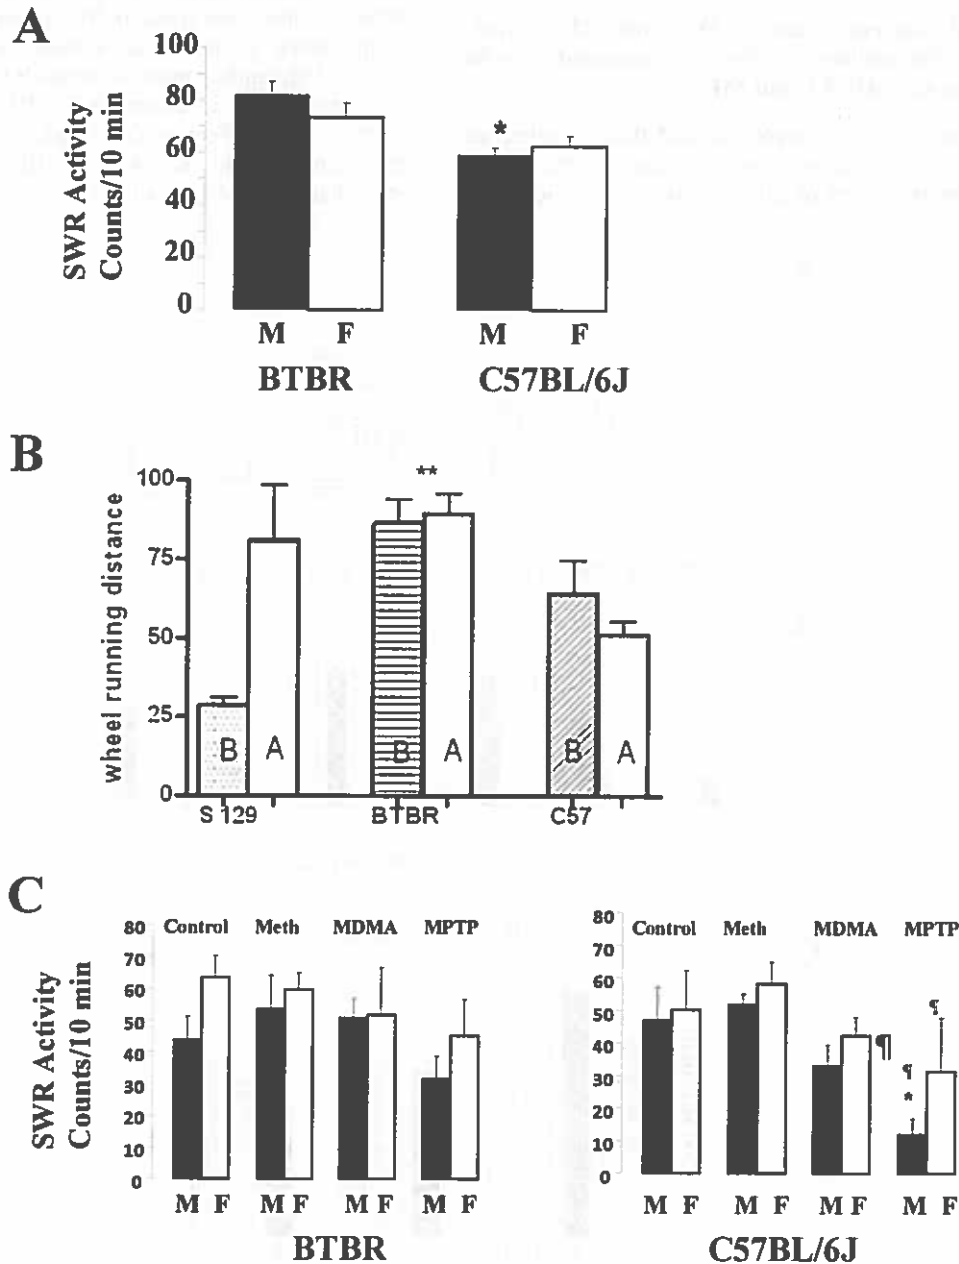 A
SWR Activity
Counts/10 min
100
80
60
40
20
0
*
M F M F
BTBR C57BL/6J
B
wheel running distance
100
75
50
25
0
**
B A B A B A
S 129 BTBR C57
C
SWR Activity
Counts/10 min
80
70
60
50
40
30
20
10
0
Control Meth MDMA MPTP
M F M F M F M F
BTBR
80
70
60
50
40
30
20
10
0
Control Meth MDMA MPTP
¶
¶
¶
*
M F M F M F M F
C57BL/6J